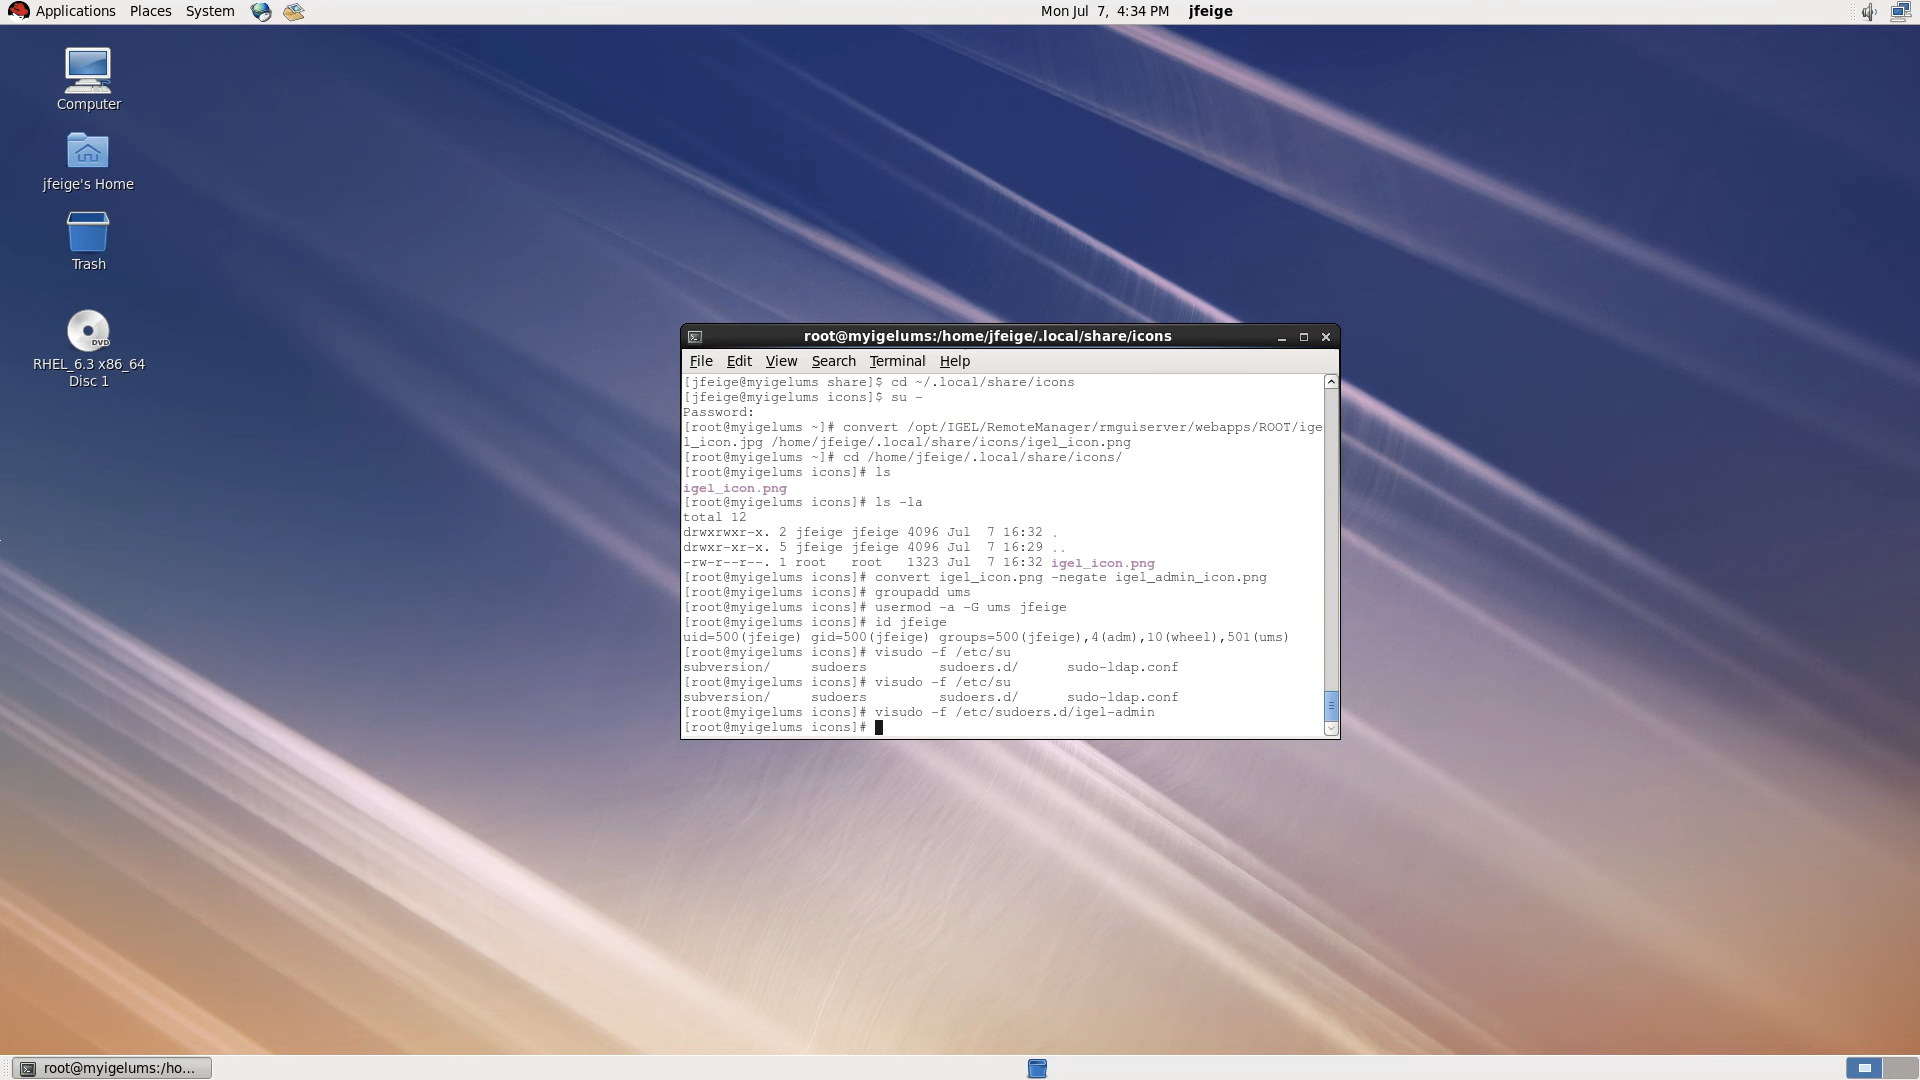 Applications Places System Mon Jul  7,  4:34 PM jfeige
Computer
jfeige's Home
Trash
DVD
RHEL_6.3 x86_64
Disc 1
root@myigelums:/home/jfeige/.local/share/icons
File Edit View Search Terminal Help
[jfeige@myigelums share]$ cd ~/.local/share/icons
[jfeige@myigelums icons]$ su -
Password:
[root@myigelums ~]# convert /opt/IGEL/RemoteManager/rmguiserver/webapps/ROOT/ige
l_icon.jpg /home/jfeige/.local/share/icons/igel_icon.png
[root@myigelums ~]# cd /home/jfeige/.local/share/icons/
[root@myigelums icons]# ls
igel_icon.png
[root@myigelums icons]# ls -la
total 12
drwxrwxr-x. 2 jfeige jfeige 4096 Jul  7 16:32 .
drwxr-xr-x. 5 jfeige jfeige 4096 Jul  7 16:29 ..
-rw-r--r--. 1 root   root   1323 Jul  7 16:32 igel_icon.png
[root@myigelums icons]# convert igel_icon.png -negate igel_admin_icon.png
[root@myigelums icons]# groupadd ums
[root@myigelums icons]# usermod -a -G ums jfeige
[root@myigelums icons]# id jfeige
uid=500(jfeige) gid=500(jfeige) groups=500(jfeige),4(adm),10(wheel),501(ums)
[root@myigelums icons]# visudo -f /etc/su
subversion/     sudoers         sudoers.d/      sudo-ldap.conf
[root@myigelums icons]# visudo -f /etc/su
subversion/     sudoers         sudoers.d/      sudo-ldap.conf
[root@myigelums icons]# visudo -f /etc/sudoers.d/igel-admin
[root@myigelums icons]#
root@myigelums:/ho...